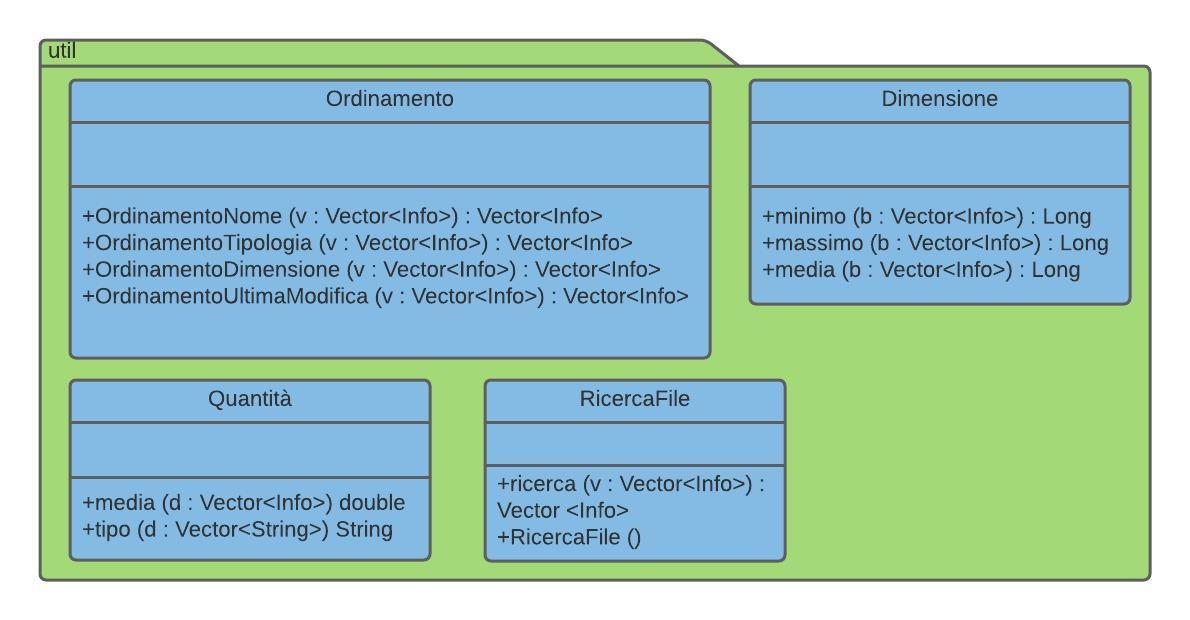 util
Ordinamento
+OrdinamentoNome (v : Vector<Info>) : Vector<Info>
+OrdinamentoTipologia (v : Vector<Info>) : Vector<Info>
+OrdinamentoDimensione (v : Vector<Info>) : Vector<Info>
+OrdinamentoUltimaModifica (v : Vector<Info>) : Vector<Info>
Dimensione
+minimo (b : Vector<Info>) : Long
+massimo (b : Vector<Info>) : Long
+media (b : Vector<Info>) : Long
Quantità
+media (d : Vector<Info>) double
+tipo (d : Vector<String>) String
RicercaFile
+ricerca (v : Vector<Info>) :
Vector <Info>
+RicercaFile ()